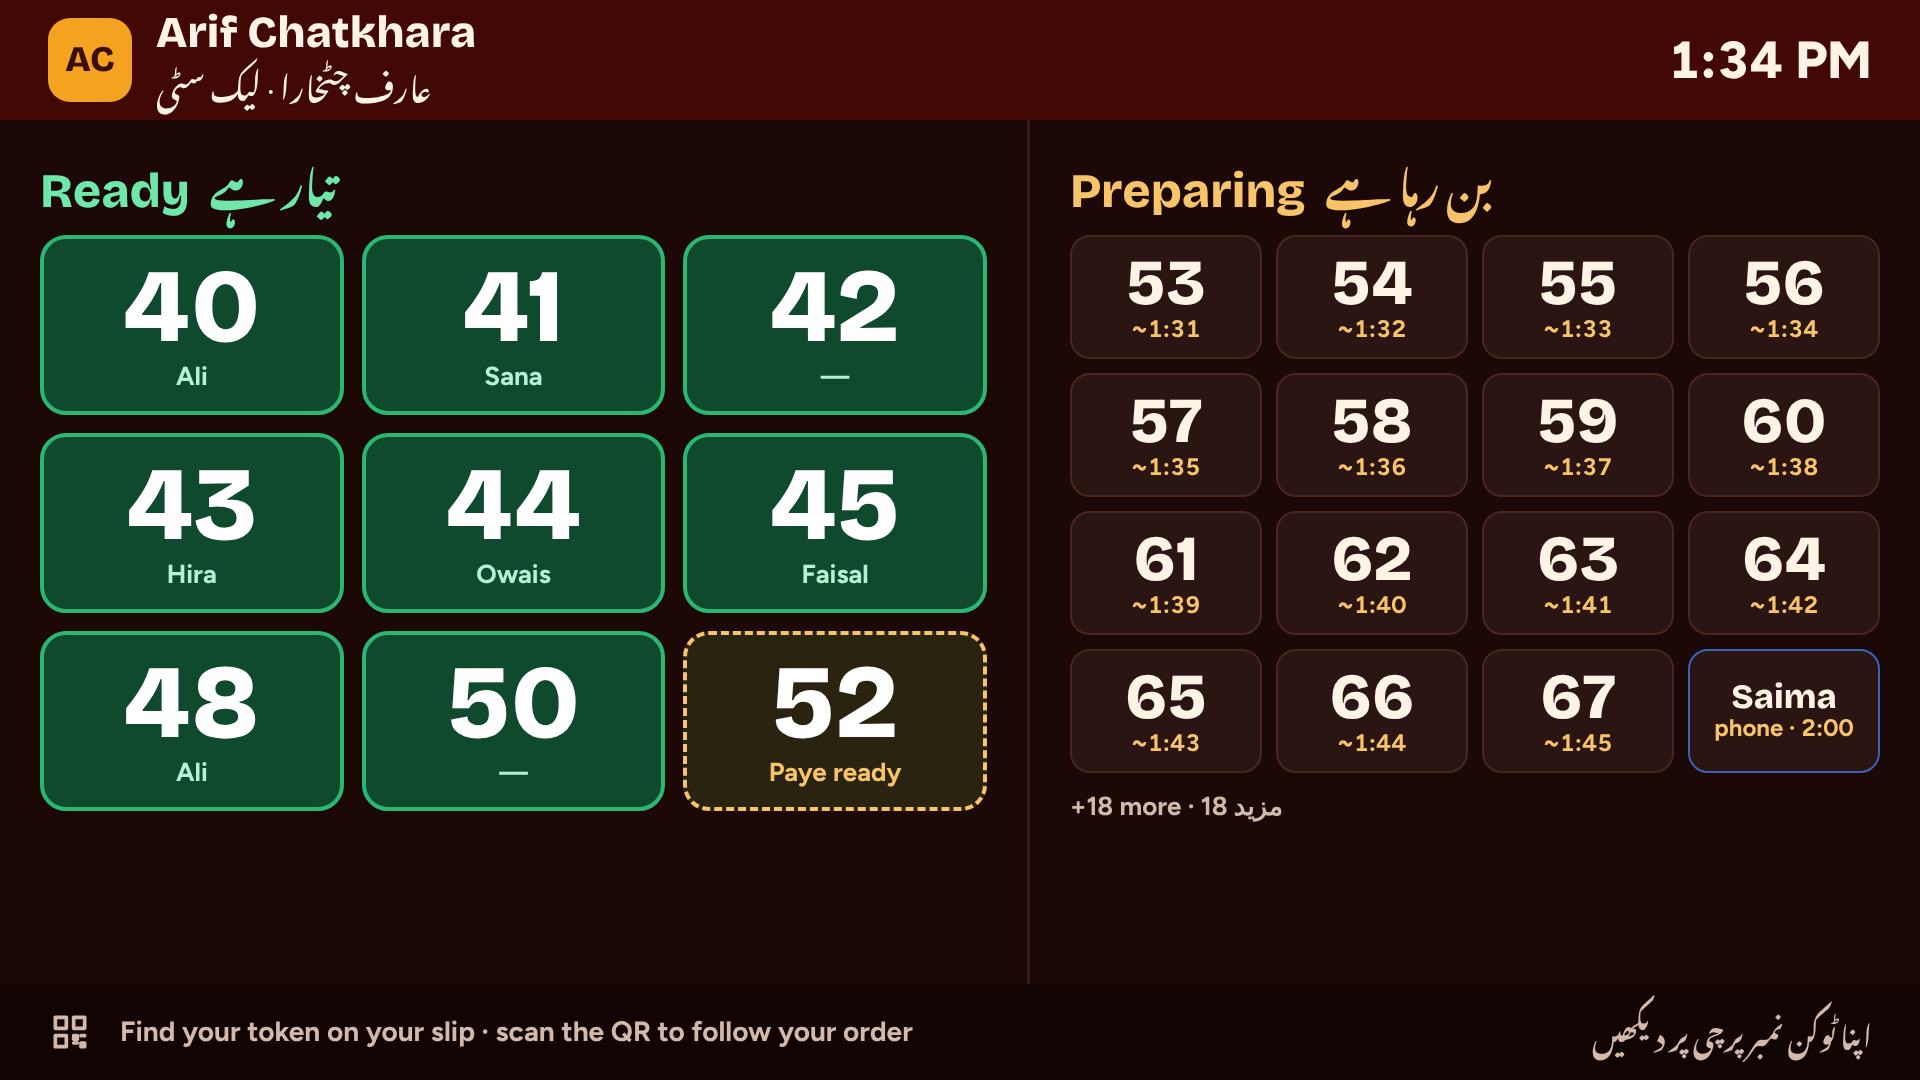 AC
Arif Chatkhara
عارف چٹخارا · لیک سٹی
1:34 PM
Ready تیار ہے
40
Ali
41
Sana
42
—
43
Hira
44
Owais
45
Faisal
48
Ali
50
—
52
Paye ready
Preparing بن رہا ہے
53
~1:31
54
~1:32
55
~1:33
56
~1:34
57
~1:35
58
~1:36
59
~1:37
60
~1:38
61
~1:39
62
~1:40
63
~1:41
64
~1:42
65
~1:43
66
~1:44
67
~1:45
Saima
phone · 2:00
+18 more · 18 مزید
Find your token on your slip · scan the QR to follow your order
اپنا ٹوکن نمبر پرچی پر دیکھیں